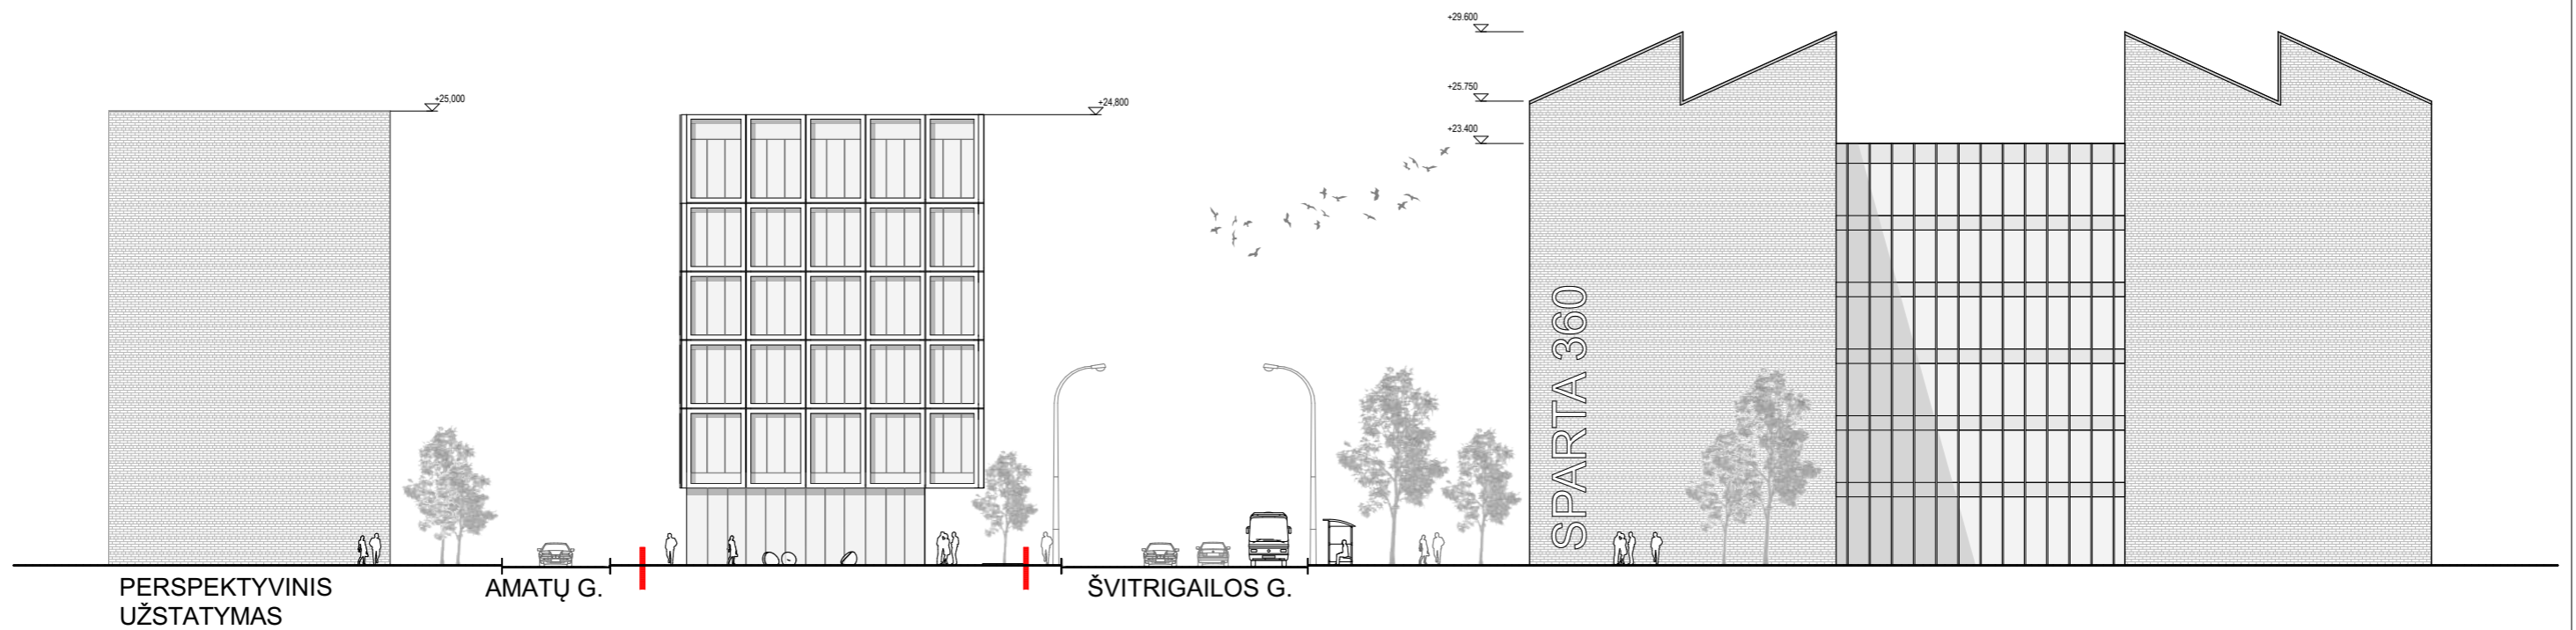 +29.600
+25,000
+24,800
+25.750
+23.400
SPARTA 360
PERSPEKTYVINIS
UŽSTATYMAS
AMATŲ G.
ŠVITRIGAILOS G.